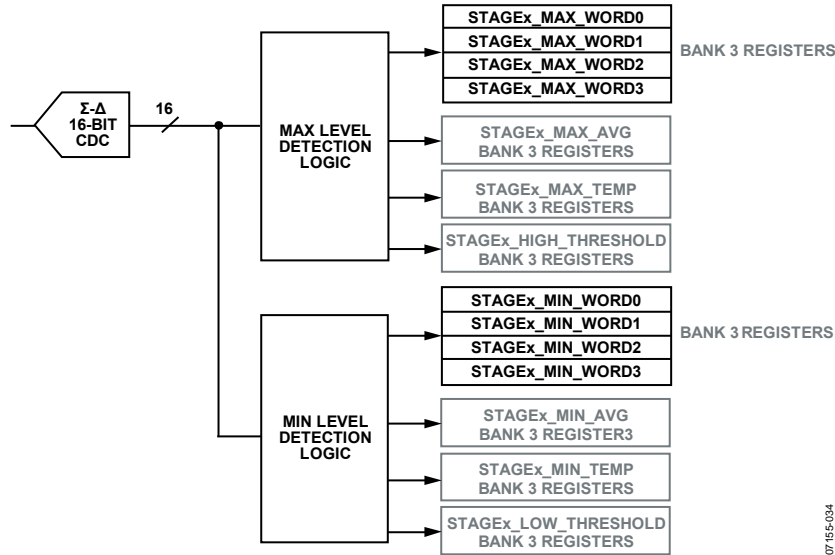 Σ-Δ
16-BIT
CDC
16
MAX LEVEL
DETECTION
LOGIC
STAGEx_MAX_WORD0
STAGEx_MAX_WORD1
STAGEx_MAX_WORD2
STAGEx_MAX_WORD3
BANK 3 REGISTERS
STAGEx_MAX_AVG
BANK 3 REGISTERS
STAGEx_MAX_TEMP
BANK 3 REGISTERS
STAGEx_HIGH_THRESHOLD
BANK 3 REGISTERS
MIN LEVEL
DETECTION
LOGIC
STAGEx_MIN_WORD0
STAGEx_MIN_WORD1
STAGEx_MIN_WORD2
STAGEx_MIN_WORD3
BANK 3 REGISTERS
STAGEx_MIN_AVG
BANK 3 REGISTER3
STAGEx_MIN_TEMP
BANK 3 REGISTERS
STAGEx_LOW_THRESHOLD
BANK 3 REGISTERS
07155-034